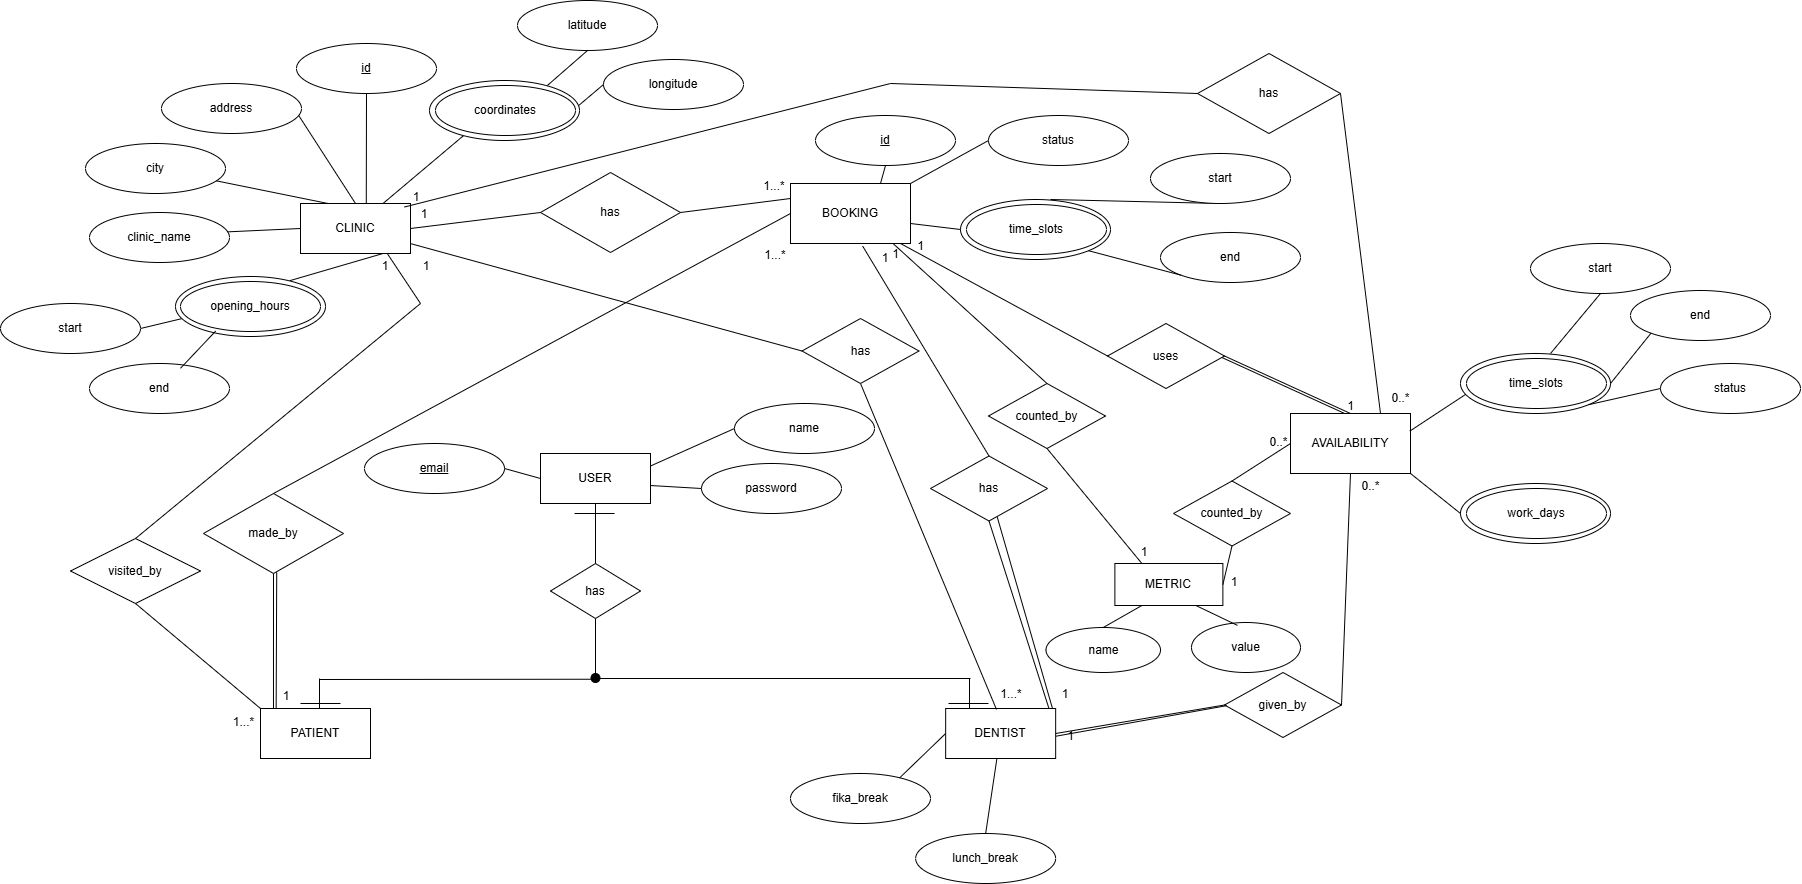 latitude
id
longitude
coordinates
address
has
id
status
city
start
1
1...*
1
has
BOOKING
CLINIC
time_slots
clinic_name
end
1
1...*
1
1
1
1
start
opening_hours
end
start
has
uses
time_slots
end
status
0..*
1
counted_by
name
AVAILABILITY
0..*
email
USER
password
has
0..*
counted_by
work_days
made_by
1
visited_by
METRIC
1
has
name
value
1
1...*
1
given_by
1...*
PATIENT
DENTIST
1
fika_break
lunch_break